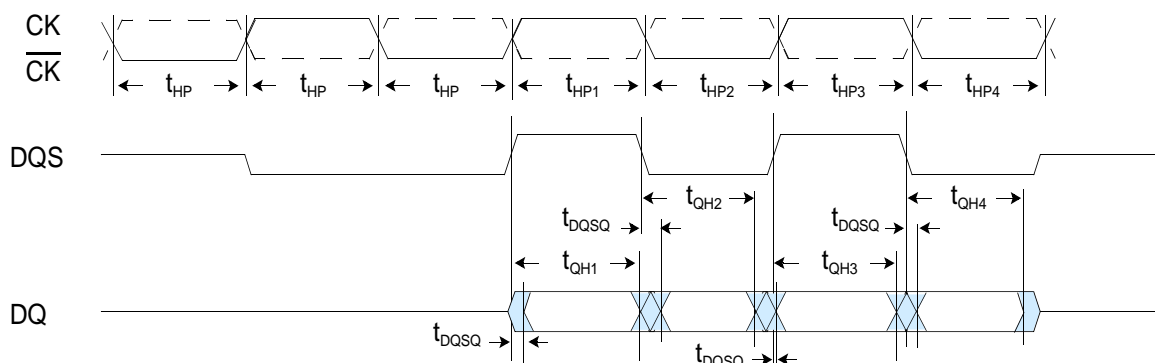 CK
CK
tHP tHP tHP tHP1 tHP2 tHP3 tHP4
DQS
tQH2 tQH4
tDQSQ tDQSQ
tQH1 tQH3
DQ
tDQSQ tDQSQ